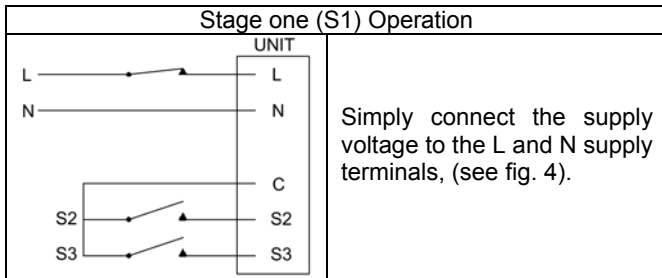 Stage one (S1) Operation
UNIT
L
L
N
N
C
S2
S2
S3
S3
Simply connect the supply
voltage to the L and N supply
terminals, (see fig. 4).